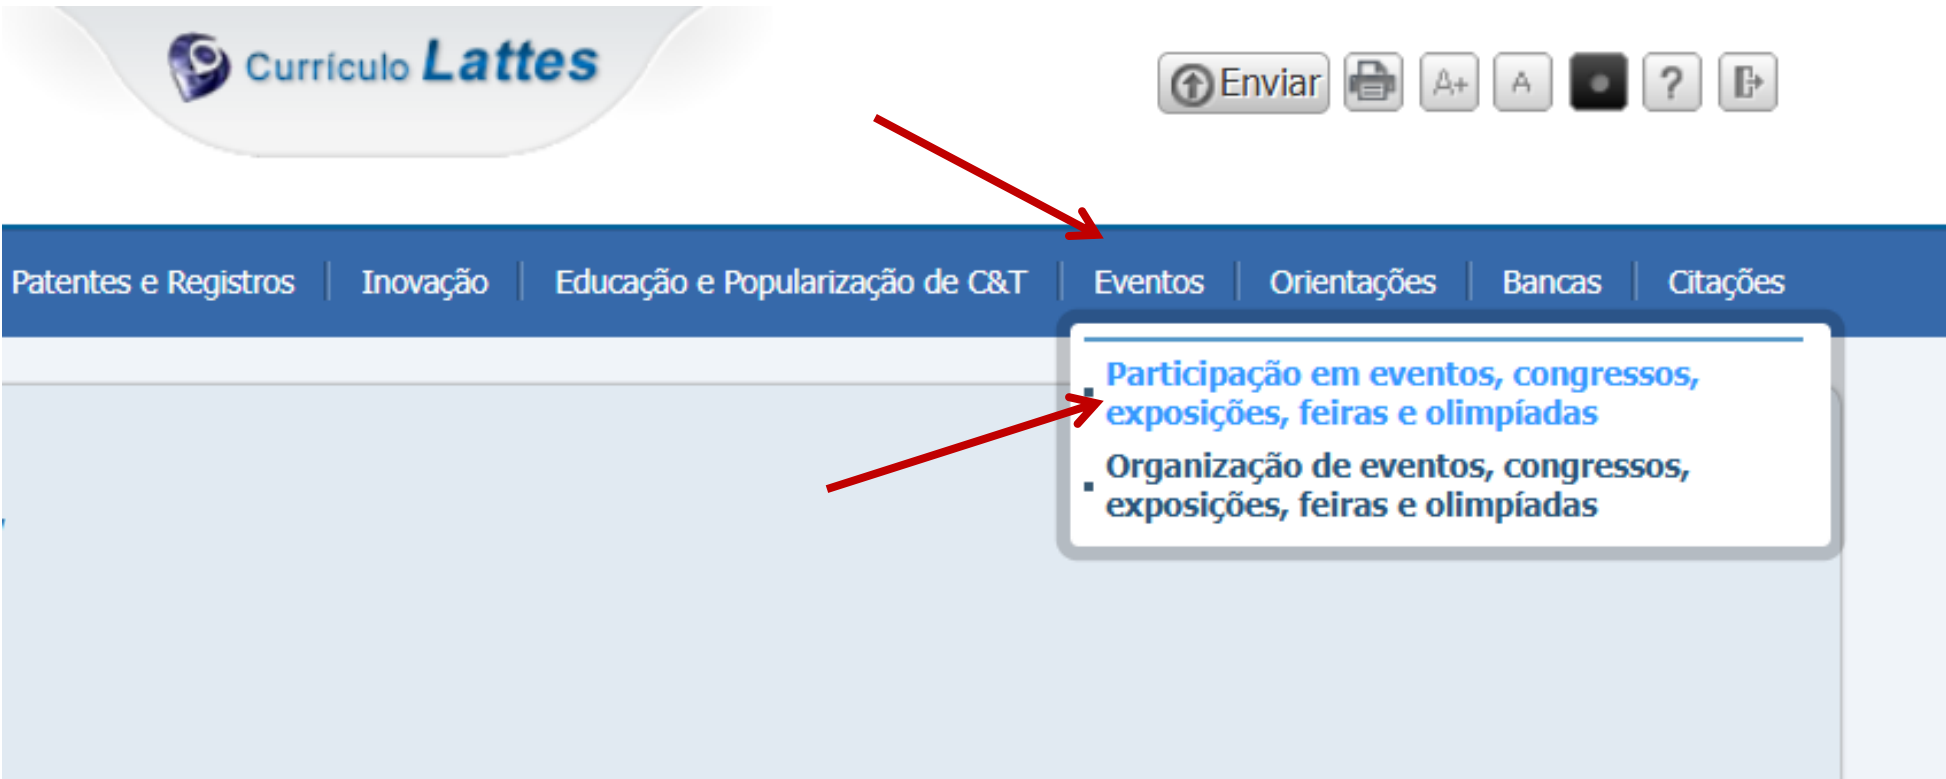 Currículo Lattes
Enviar A+ A ?
Patentes e Registros Inovação Educação e Popularização de C&T Eventos Orientações Bancas Citações
Participação em eventos, congressos,
exposições, feiras e olimpíadas
Organização de eventos, congressos,
exposições, feiras e olimpíadas